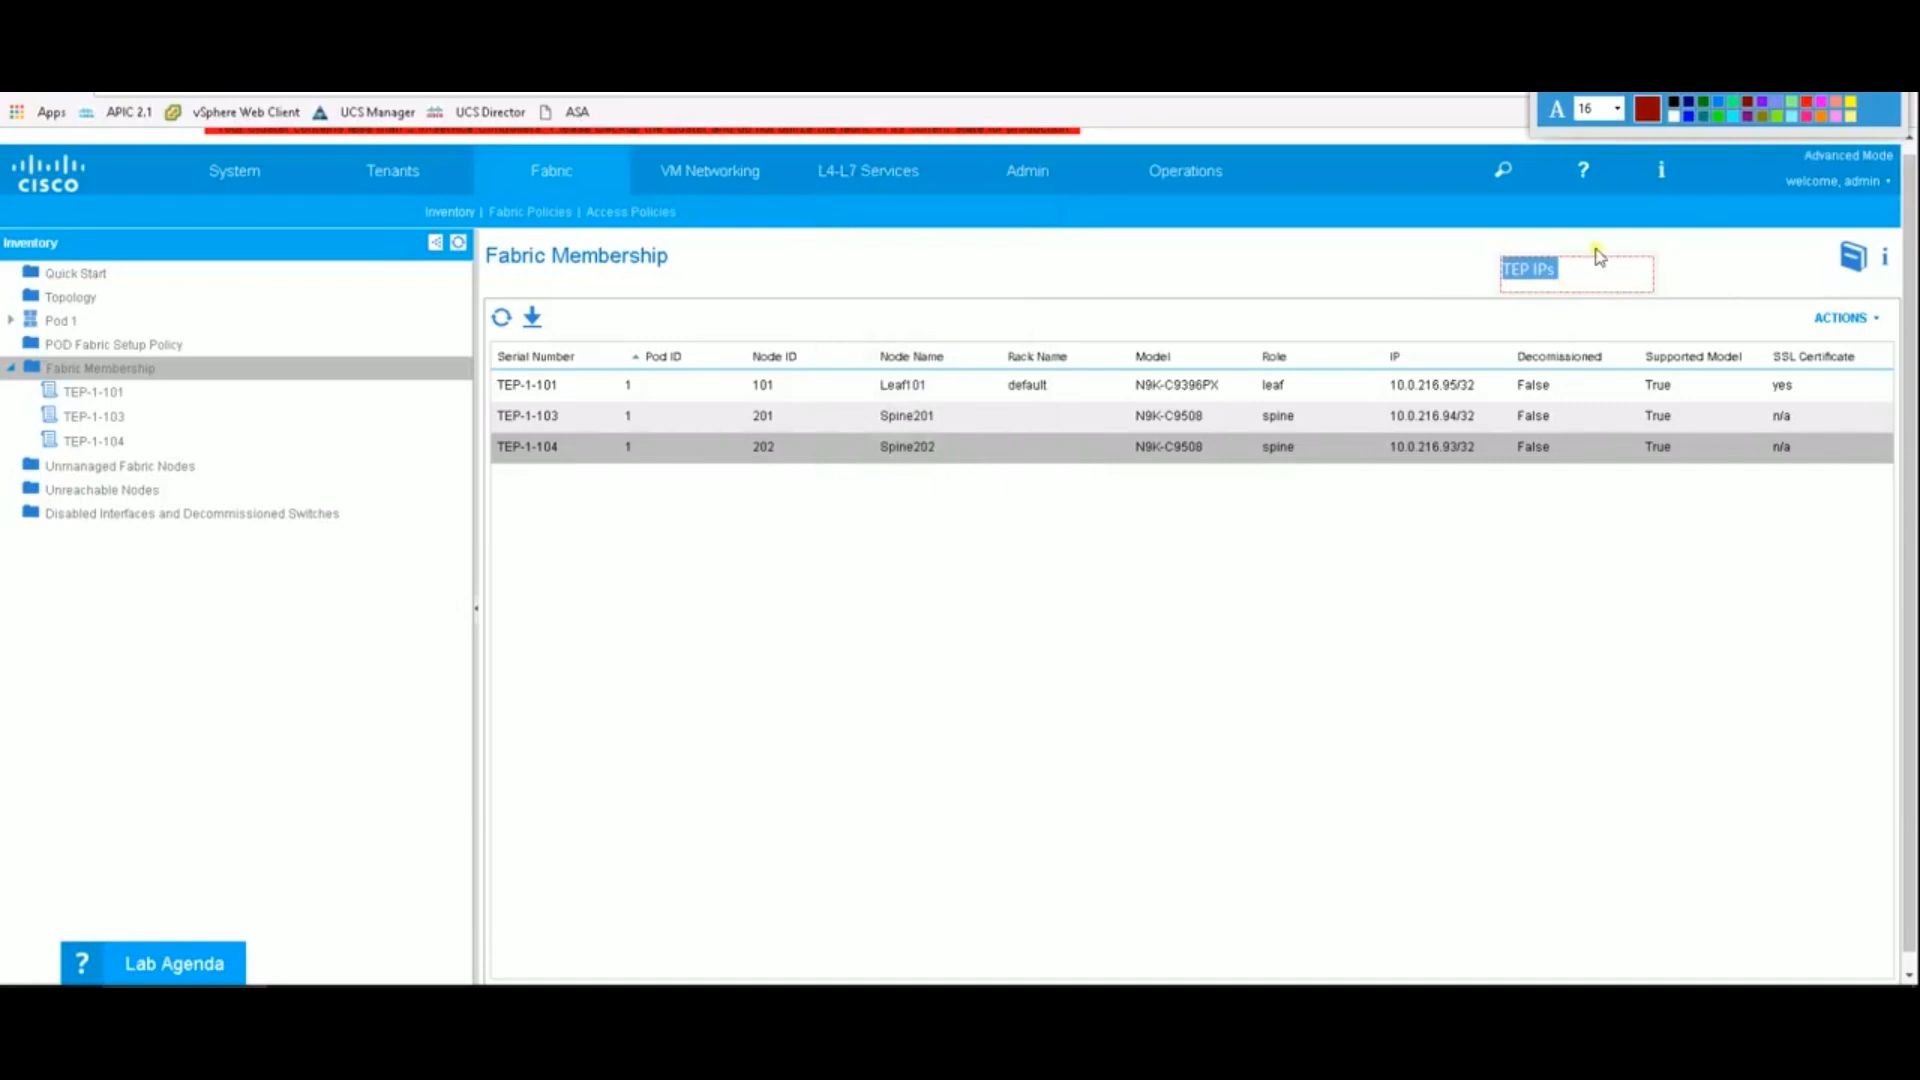 Apps APIC 2.1 vSphere Web Client UCS Manager UCS Director ASA
A 16
CISCO System Tenants Fabric VM Networking L4-L7 Services Admin Operations ? i
Advanced Mode
welcome, admin
Inventory | Fabric Policies | Access Policies
Inventory
Quick Start
Topology
Pod 1
POD Fabric Setup Policy
Fabric Membership
TEP-1-101
TEP-1-103
TEP-1-104
Unmanaged Fabric Nodes
Unreachable Nodes
Disabled Interfaces and Decommissioned Switches
Fabric Membership
TEP IPs
i
ACTIONS
Serial Number Pod ID Node ID Node Name Rack Name Model Role IP Decomissioned Supported Model SSL Certificate
TEP-1-101 1 101 Leaf101 default N9K-C9396PX leaf 10.0.216.95/32 False True yes
TEP-1-103 1 201 Spine201 N9K-C9508 spine 10.0.216.94/32 False True n/a
TEP-1-104 1 202 Spine202 N9K-C9508 spine 10.0.216.93/32 False True n/a
? Lab Agenda